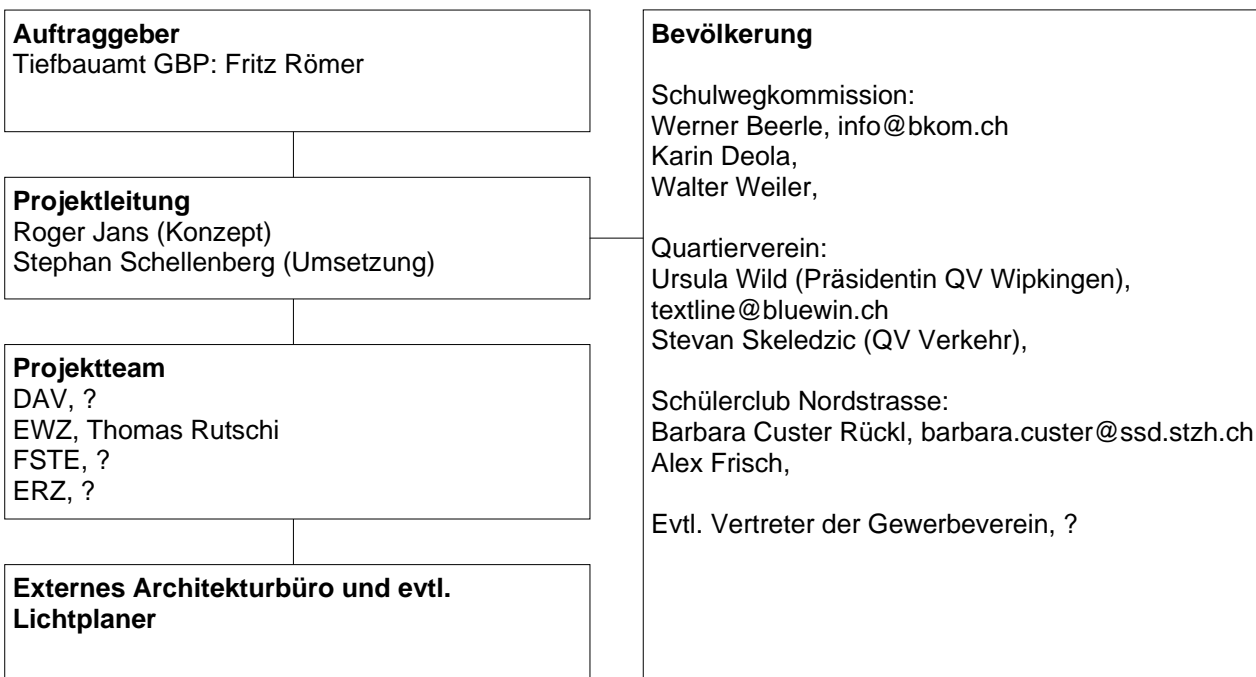 Auftraggeber
Tiefbauamt GBP: Fritz Römer
Projektleitung
Roger Jans (Konzept)
Stephan Schellenberg (Umsetzung)
Projektteam
DAV, ?
EWZ, Thomas Rutschi
FSTE, ?
ERZ, ?
Externes Architekturbüro und evtl.
Lichtplaner
Bevölkerung
Schulwegkommission:
Werner Beerle, info@bkom.ch
Karin Deola,
Walter Weiler,
Quartierverein:
Ursula Wild (Präsidentin QV Wipkingen),
textline@bluewin.ch
Stevan Skeledzic (QV Verkehr),
Schülerclub Nordstrasse:
Barbara Custer Rückl, barbara.custer@ssd.stzh.ch
Alex Frisch,
Evtl. Vertreter der Gewerbeverein, ?